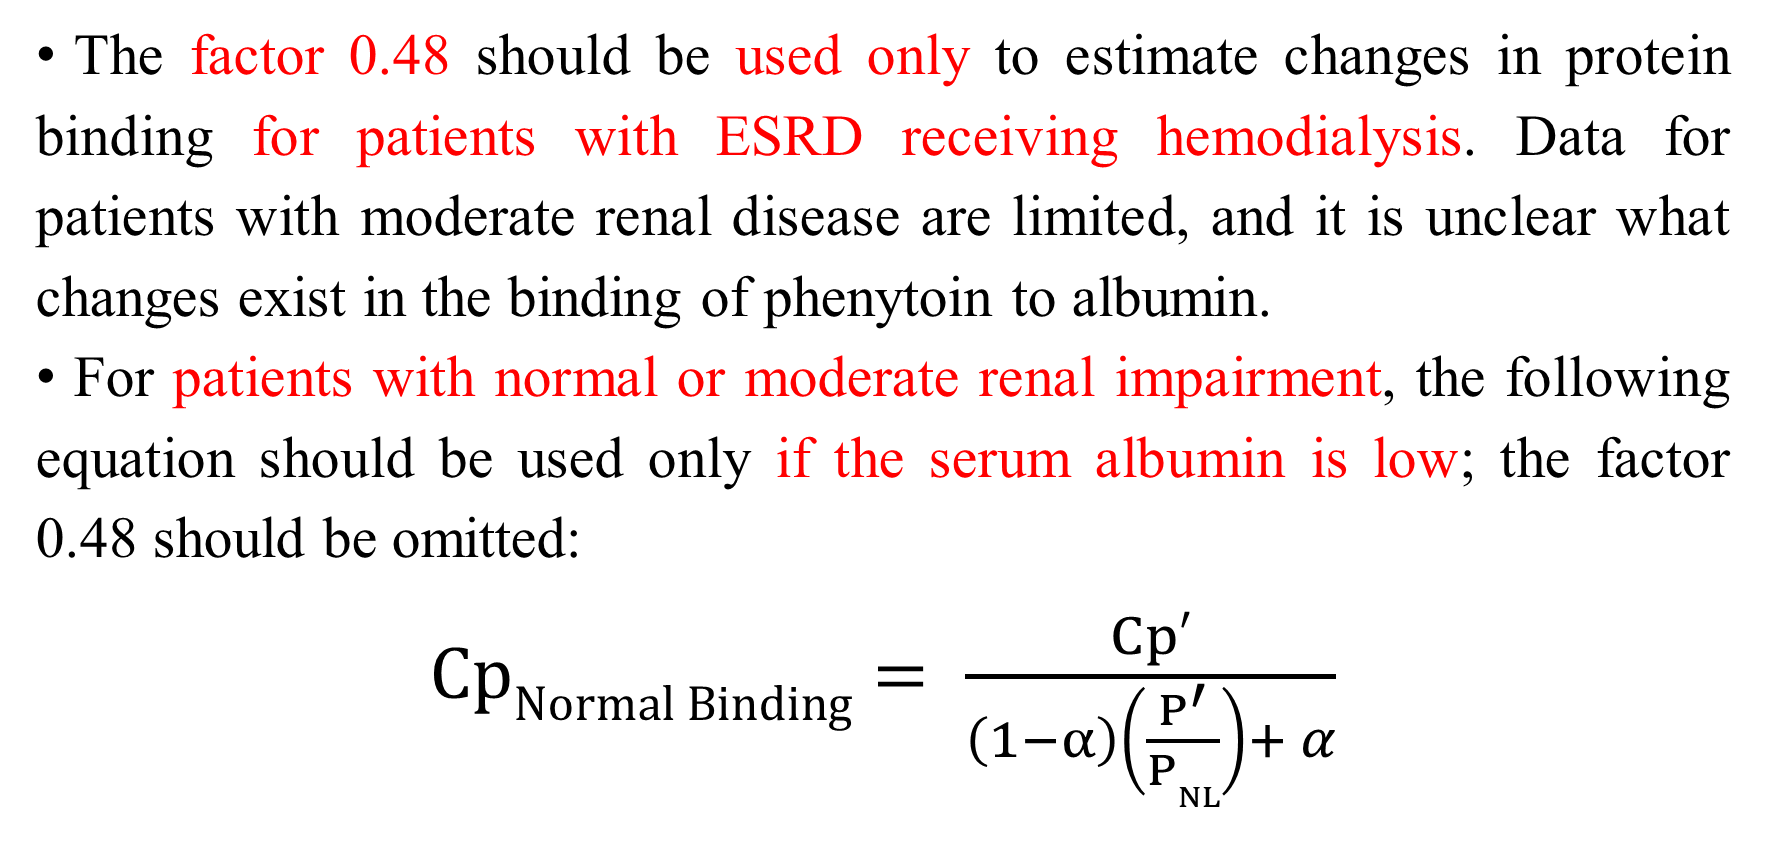 • The factor 0.48 should be used only to estimate changes in protein
binding for patients with ESRD receiving hemodialysis. Data for
patients with moderate renal disease are limited, and it is unclear what
changes exist in the binding of phenytoin to albumin.
• For patients with normal or moderate renal impairment, the following
equation should be used only if the serum albumin is low; the factor
0.48 should be omitted:
Cp Normal Binding = Cp′ / (1−α)(P′/P NL) + α